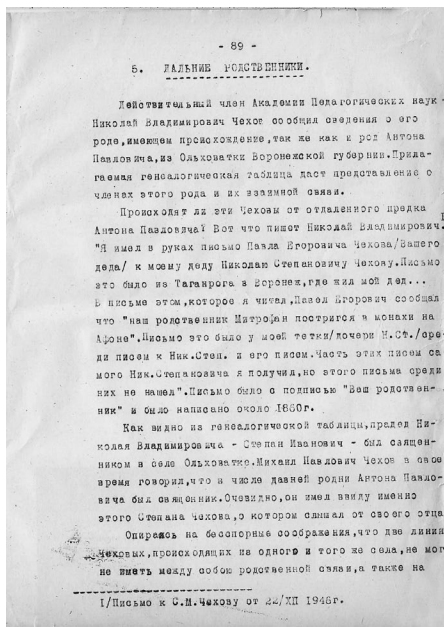 - 89 -
5. ДАЛЬНИЕ РОДСТВЕННИКИ.
Действительный член Академии Педагогических наук -
Николай Владимирович Чехов сообщил сведения о его
роде, имеющем происхождение, так же как и род Антона
Павловича, из Ольховатки Воронежской губернии. Прила-
гаемая генеалогическая таблица даст представление о
членах этого рода и их взаимной связи.
Происходят ли эти Чеховы от отдаленного предка
Антона Павловича? Вот что пишет Николай Владимирович.
"Я имел в руках письмо Павла Егоровича Чехова/Вашего
деда/ к моему деду Николаю Степановичу Чехову. Письмо
это было из Таганрога в Воронеж, где жил мой дед...
В письме этом, которое я читал, Павел Егорович сообщал
что "наш родственник Митрофан постригся в монахи на
Афоне". Письмо это было у моей тетки/дочери Н.Ст./сре-
ди писем к Ник.Степ. и его писем. Часть этих писем са
мого Ник.Степановича я получил, но этого письма среди
них не нашел". Письмо было с подписью "Ваш родствен-
ник" и было написано около 1880г.
Как видно из генеалогической таблицы, прадед Ни-
колая Владимировича - Степан Иванович - был священ-
ником в селе Ольховатке. Михаил Павлович Чехов в свое
время говорил, что в числе давней родни Антона Павло-
вича был священник. Очевидно, он имел ввиду именно
этого Степана Чехова, о котором слышал от своего отца
Опираясь на бесспорные соображения, что две линии
Чеховых, происходящих из одного и того же села, не мог
не иметь между собою родственной связи, а также на
1/Письмо к С.М.Чехову от 22/XII 1946г.